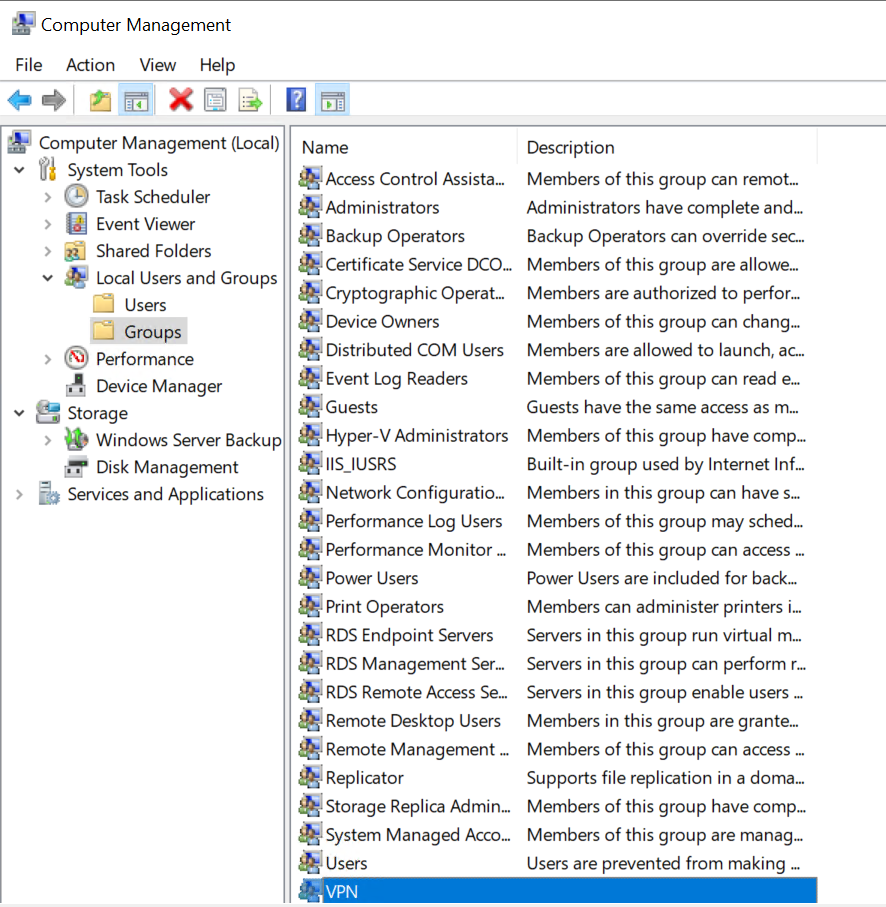 Computer Management
File Action View Help
Computer Management (Local)
System Tools
Task Scheduler
Event Viewer
Shared Folders
Local Users and Groups
Users
Groups
Performance
Device Manager
Storage
Windows Server Backup
Disk Management
Services and Applications
Name Description
Access Control Assista... Members of this group can remot...
Administrators Administrators have complete and...
Backup Operators Backup Operators can override sec...
Certificate Service DCO... Members of this group are allowe...
Cryptographic Operat... Members are authorized to perfor...
Device Owners Members of this group can chang...
Distributed COM Users Members are allowed to launch, ac...
Event Log Readers Members of this group can read e...
Guests Guests have the same access as m...
Hyper-V Administrators Members of this group have comp...
IIS_IUSRS Built-in group used by Internet Inf...
Network Configuratio... Members in this group can have s...
Performance Log Users Members of this group may sched...
Performance Monitor ... Members of this group can access ...
Power Users Power Users are included for back...
Print Operators Members can administer printers i...
RDS Endpoint Servers Servers in this group run virtual m...
RDS Management Ser... Servers in this group can perform r...
RDS Remote Access Se... Servers in this group enable users ...
Remote Desktop Users Members in this group are grante...
Remote Management ... Members of this group can access ...
Replicator Supports file replication in a doma...
Storage Replica Admin... Members of this group have comp...
System Managed Acco... Members of this group are manag...
Users Users are prevented from making ...
VPN